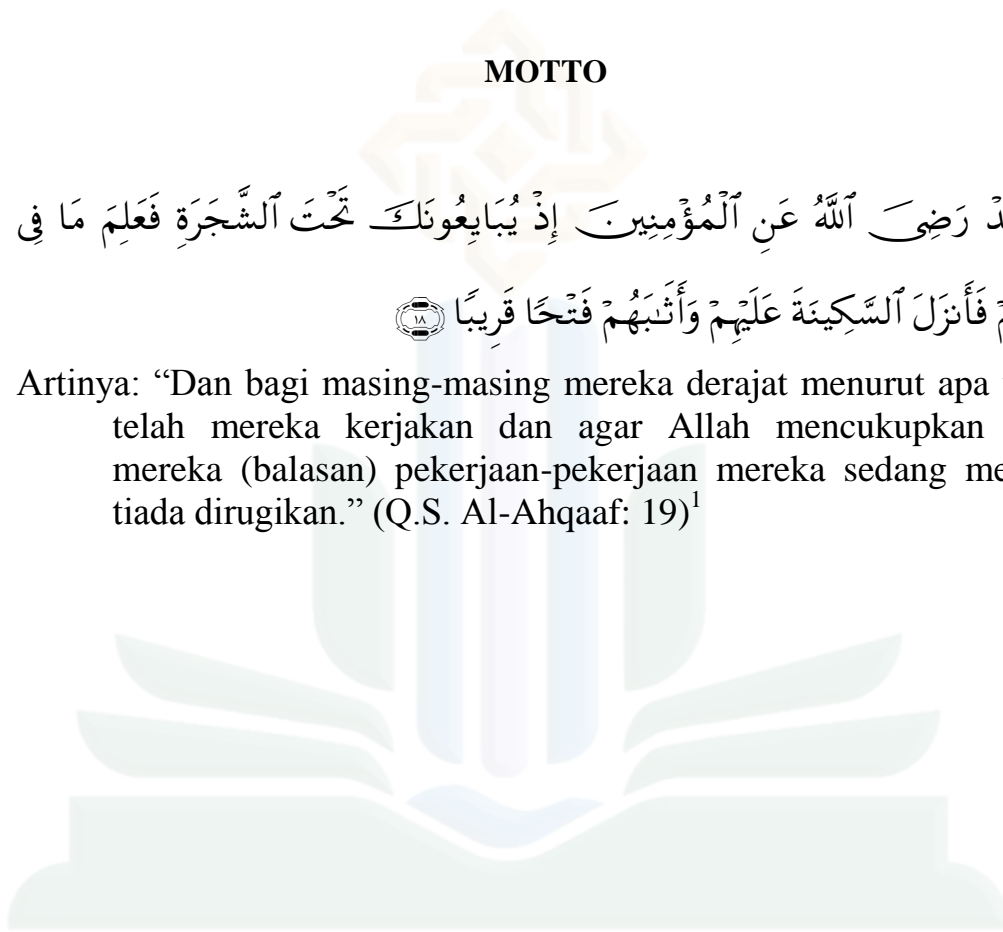 MOTTO
رَضِىَ ٱللَّهُ عَنِ ٱلْمُؤْمِنِينَ إِذْ يُبَايِعُونَكَ تَحْتَ ٱلشَّجَرَةِ فَعَلِمَ مَا فِى
فَأَنزَلَ ٱلسَّكِينَةَ عَلَيْهِمْ وَأَثَٰبَهُمْ فَتْحًا قَرِيبًا ١٨
Artinya: “Dan bagi masing-masing mereka derajat menurut apa
telah mereka kerjakan dan agar Allah mencukupkan
mereka (balasan) pekerjaan-pekerjaan mereka sedang
tiada dirugikan.” (Q.S. Al-Ahqaaf: 19)1